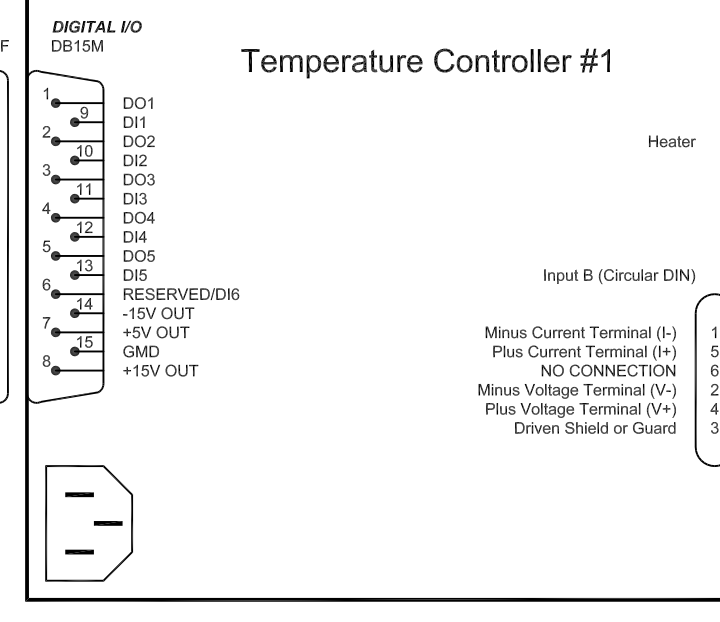 DIGITAL I/O
F
DB15M
Temperature Controller #1
1 DO1
9 DI1
2 DO2
10 DI2
3 DO3
11 DI3
4 DO4
12 DI4
5 DO5
13 DI5
6 RESERVED/DI6
14 -15V OUT
7 +5V OUT
15 GMD
8 +15V OUT
Heater
Input B (Circular DIN)
Minus Current Terminal (I-) 1
Plus Current Terminal (I+) 5
NO CONNECTION 6
Minus Voltage Terminal (V-) 2
Plus Voltage Terminal (V+) 4
Driven Shield or Guard 3